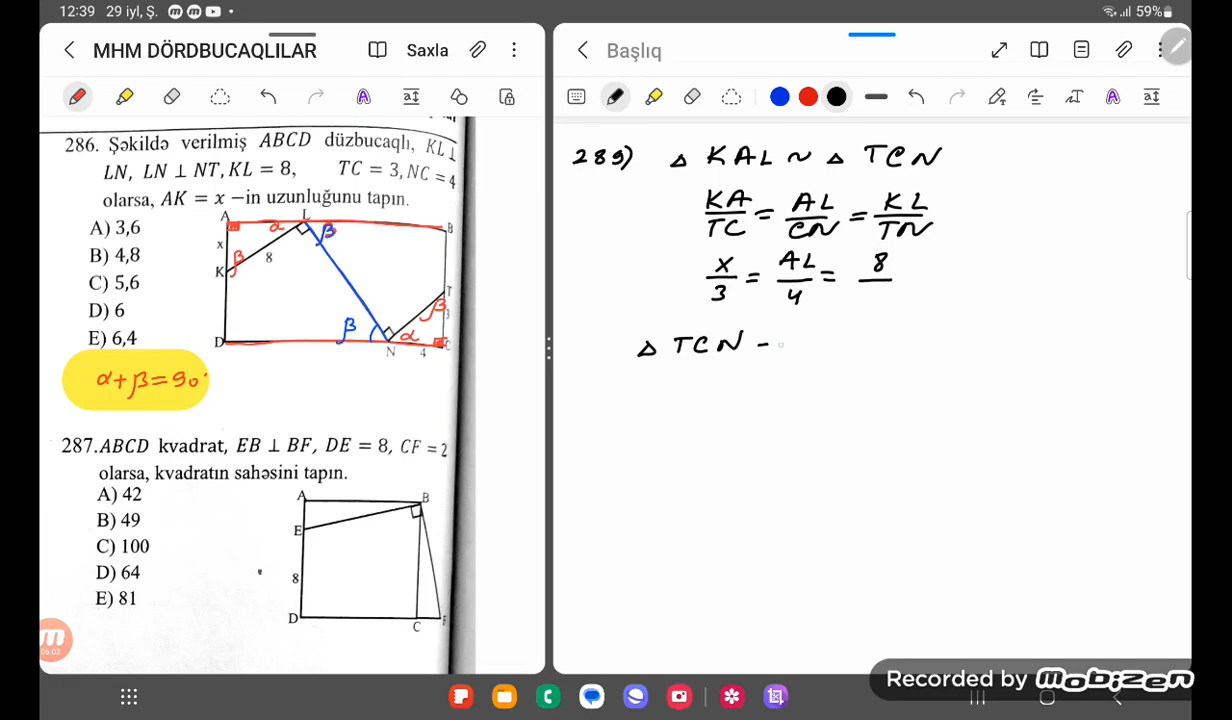 12:39 29 iyl, Ş. 59%
MHM DÖRDBUCAQLILAR Saxla
Başlıq
286. Şəkildə verilmiş ABCD düzbucaqlı, KL ⊥
LN, LN ⊥ NT, KL = 8, TC = 3, NC = 4
olarsa, AK = x −in uzunluğunu tapın.
A) 3,6
B) 4,8
C) 5,6
D) 6
E) 6,4
A α L β B
x β 8
K T
β 3
D β N α 4 C
α+β=90°
287. ABCD kvadrat, EB ⊥ BF, DE = 8, CF = 2
olarsa, kvadratın sahəsini tapın.
A) 42
B) 49
C) 100
D) 64
E) 81
A B
E
8
D C F
06:03
289) △ KAL ~ △ TCN
KA/TC = AL/CN = KL/TN
x/3 = AL/4 = 8/
△ TCN –
Recorded by mobizen